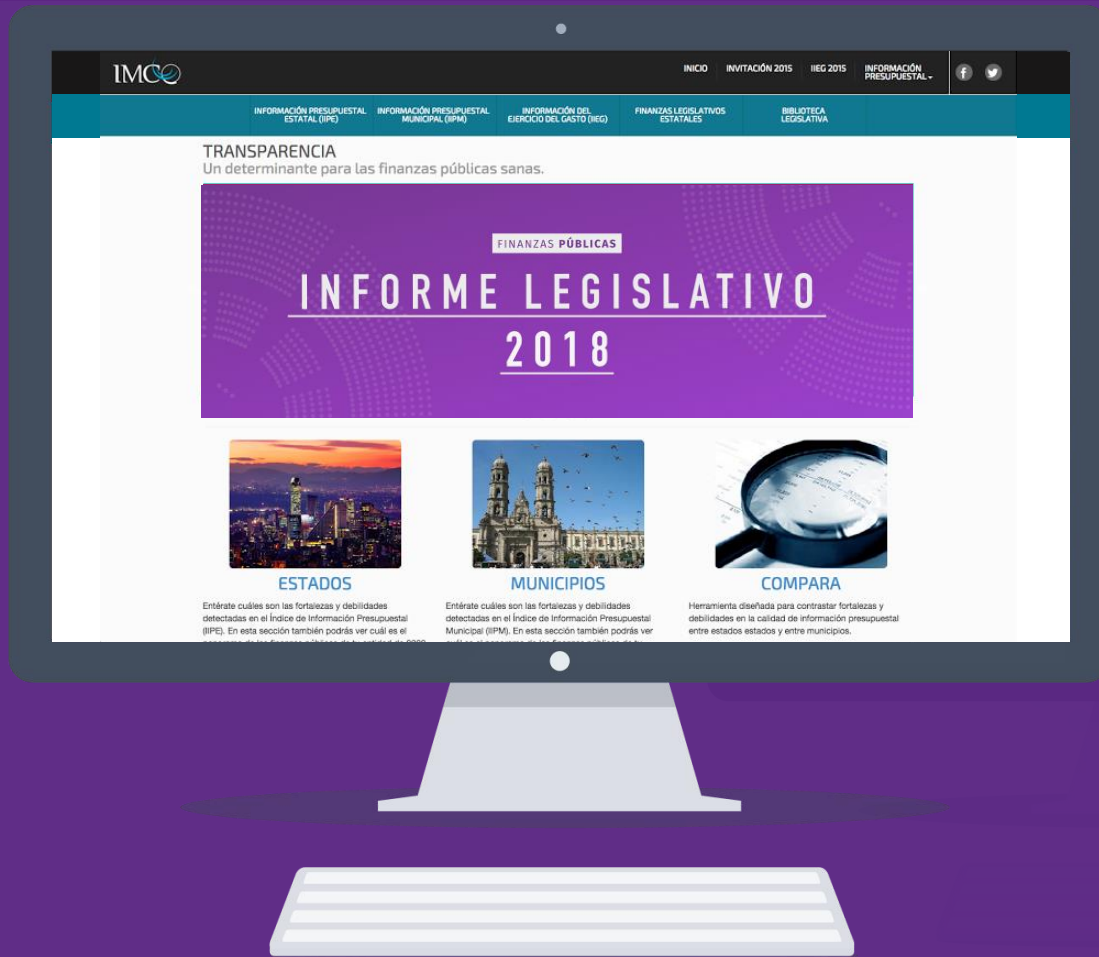 IMCO
INICIO
INVITACIÓN 2015
IIEG 2015
INFORMACIÓN
PRESUPUESTAL
INFORMACIÓN PRESUPUESTAL
ESTATAL (IIPE)
INFORMACIÓN PRESUPUESTAL
MUNICIPAL (IIPM)
INFORMACIÓN DEL
EJERCICIO DEL GASTO (IIEG)
FINANZAS LEGISLATIVOS
ESTATALES
BIBLIOTECA
LEGISLATIVA
TRANSPARENCIA
Un determinante para las finanzas públicas sanas.
FINANZAS PÚBLICAS
INFORME LEGISLATIVO
2018
ESTADOS
Entérate cuáles son las fortalezas y debilidades
detectadas en el Índice de Información Presupuestal
(IIPE). En esta sección también podrás ver cuál es el
MUNICIPIOS
Entérate cuáles son las fortalezas y debilidades
detectadas en el Índice de Información Presupuestal
Municipal (IIPM). En esta sección también podrás ver
COMPARA
Herramienta diseñada para contrastar fortalezas y
debilidades en la calidad de información presupuestal
entre estados estados y entre municipios.